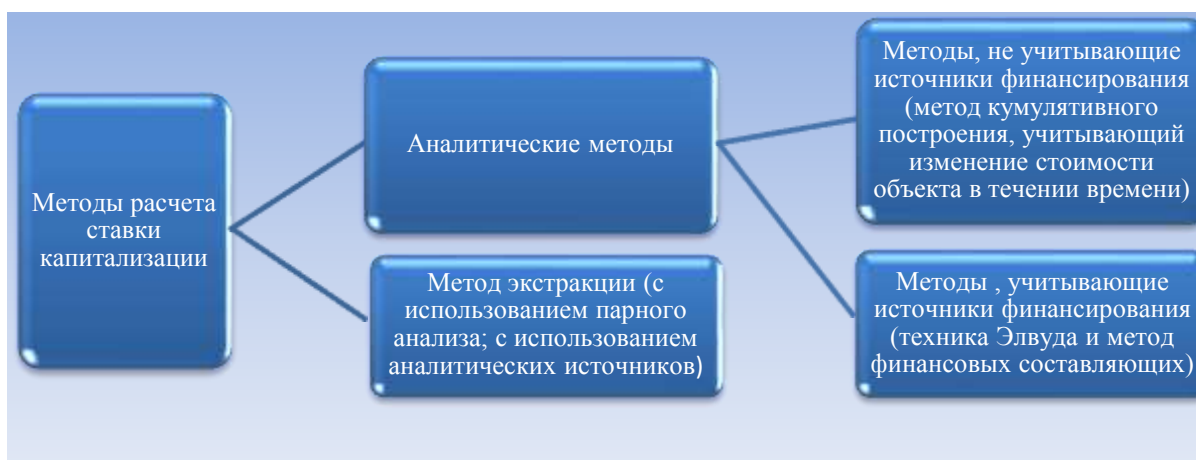 Методы расчета
ставки
капитализации
Аналитические методы
Метод экстракции (с
использованием парного
анализа; с использованием
аналитических источников)
Методы, не учитывающие
источники финансирования
(метод кумулятивного
построения, учитывающий
изменение стоимости
объекта в течении времени)
Методы , учитывающие
источники финансирования
(техника Элвуда и метод
финансовых составляющих)